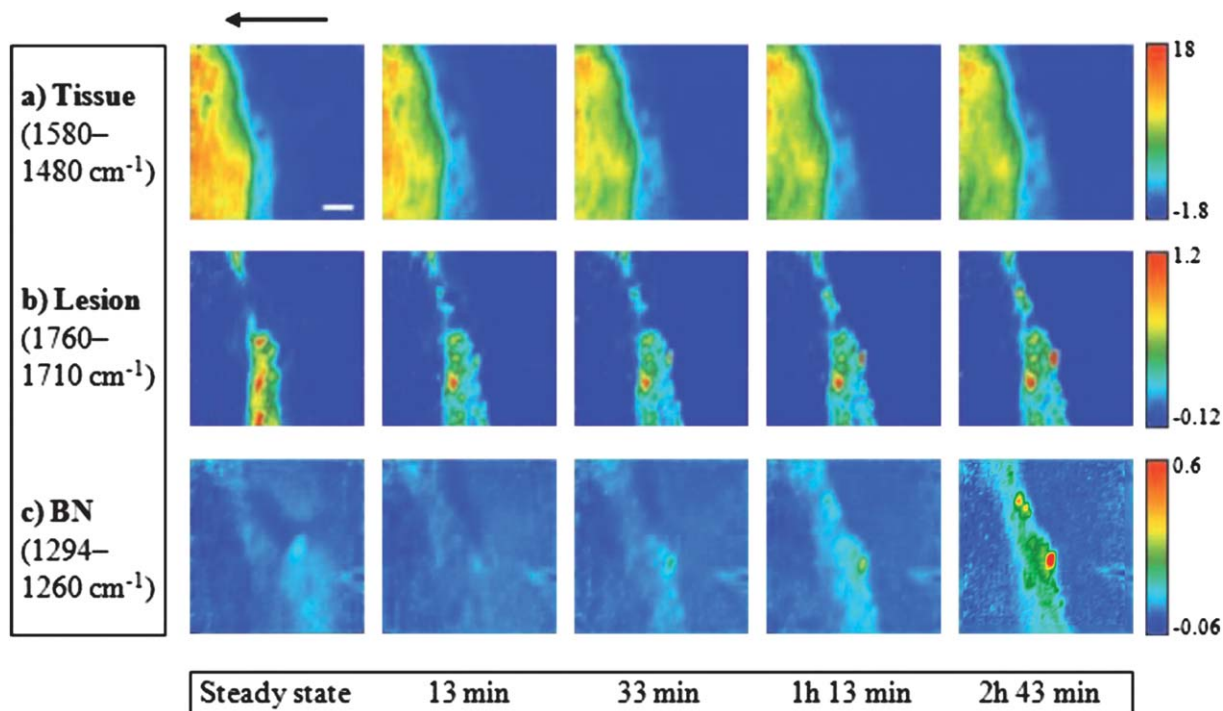 a) Tissue
(1580–
1480 cm-1)
18
-1.8
b) Lesion
(1760–
1710 cm-1)
1.2
-0.12
c) BN
(1294–
1260 cm-1)
0.6
-0.06
Steady state
13 min
33 min
1h 13 min
2h 43 min